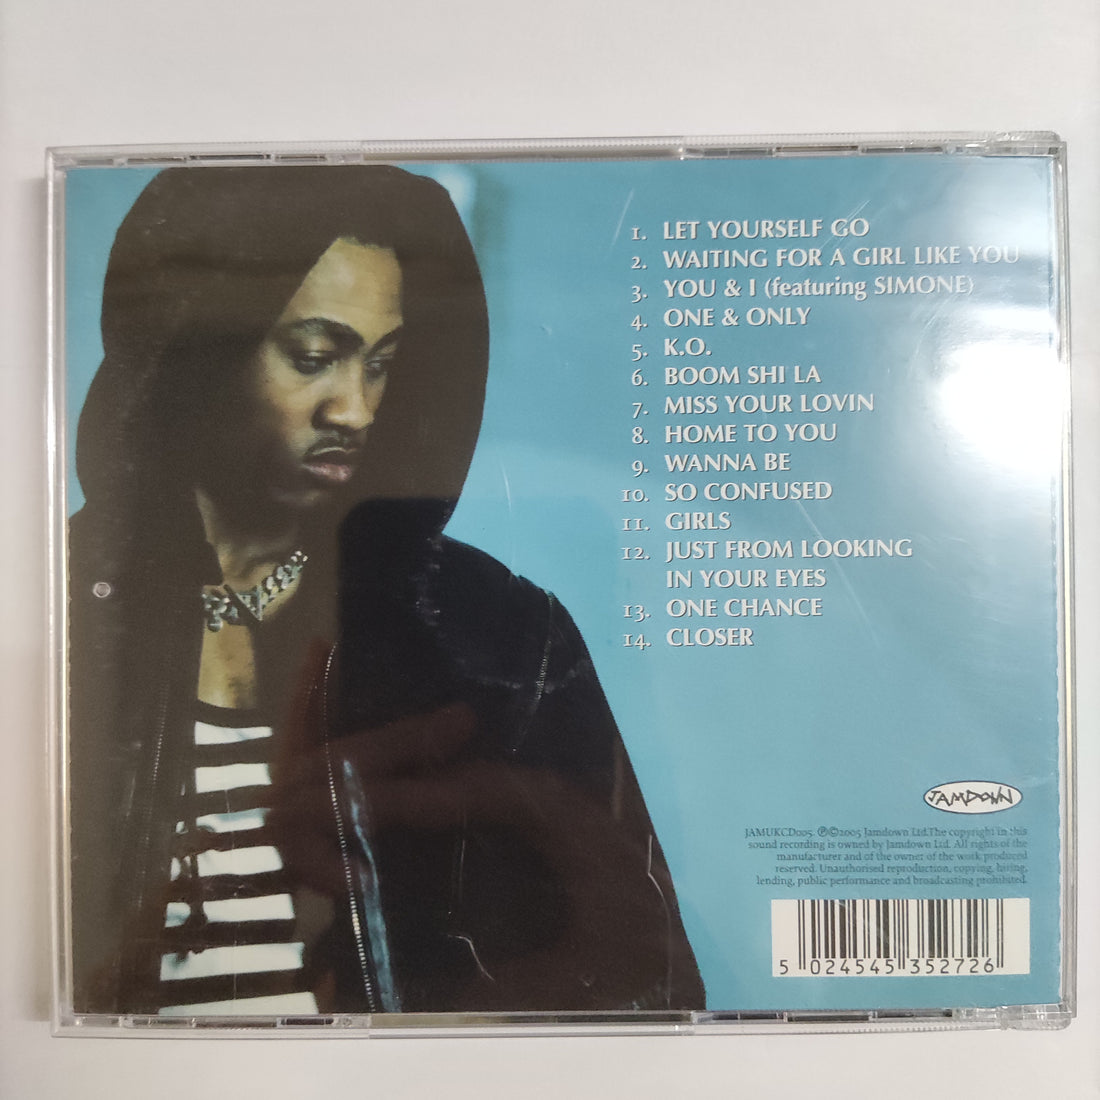 1. LET YOURSELF GO
2. WAITING FOR A GIRL LIKE YOU
3. YOU & I (featuring SIMONE)
4. ONE & ONLY
5. K.O.
6. BOOM SHI LA
7. MISS YOUR LOVIN
8. HOME TO YOU
9. WANNA BE
10. SO CONFUSED
11. GIRLS
12. JUST FROM LOOKING
IN YOUR EYES
13. ONE CHANCE
14. CLOSER
JAMDOWN
JAMUKCD005. ℗©2005 Jamdown Ltd.The copyright in this
sound recording is owned by Jamdown Ltd. All rights of the
manufacturer and of the owner of the work produced
reserved. Unauthorised reproduction, copying, hiring,
lending, public performance and broadcasting prohibited.
5 024545 352726